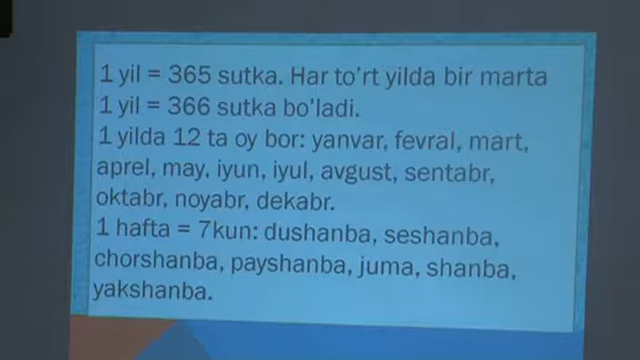 1 yil = 365 sutka. Har to’rt yilda bir marta
1 yil = 366 sutka bo’ladi.
1 yilda 12 ta oy bor: yanvar, fevral, mart,
aprel, may, iyun, iyul, avgust, sentabr,
oktabr, noyabr, dekabr.
1 hafta = 7kun: dushanba, seshanba,
chorshanba, payshanba, juma, shanba,
yakshanba.